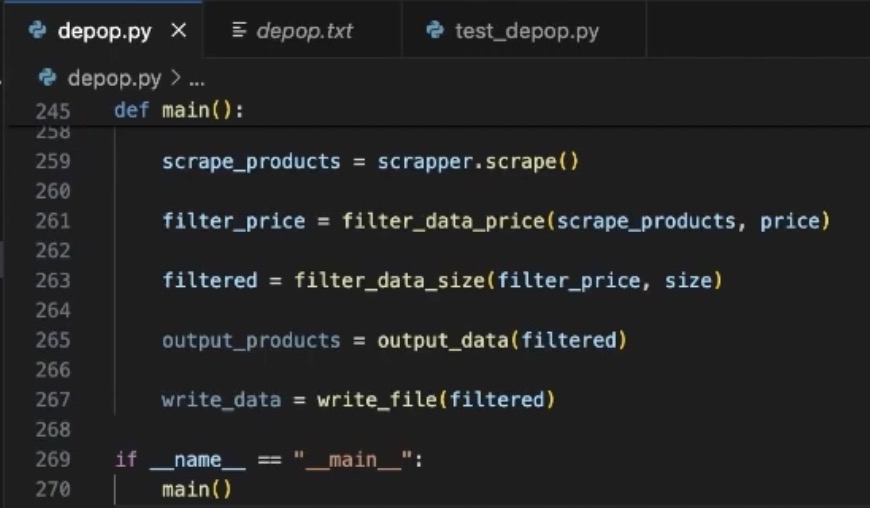 depop.py × depop.txt test_depop.py
depop.py > ...
245 def main():
258
259 scrape_products = scrapper.scrape()
260
261 filter_price = filter_data_price(scrape_products, price)
262
263 filtered = filter_data_size(filter_price, size)
264
265 output_products = output_data(filtered)
266
267 write_data = write_file(filtered)
268
269 if __name__ == "__main__":
270 main()